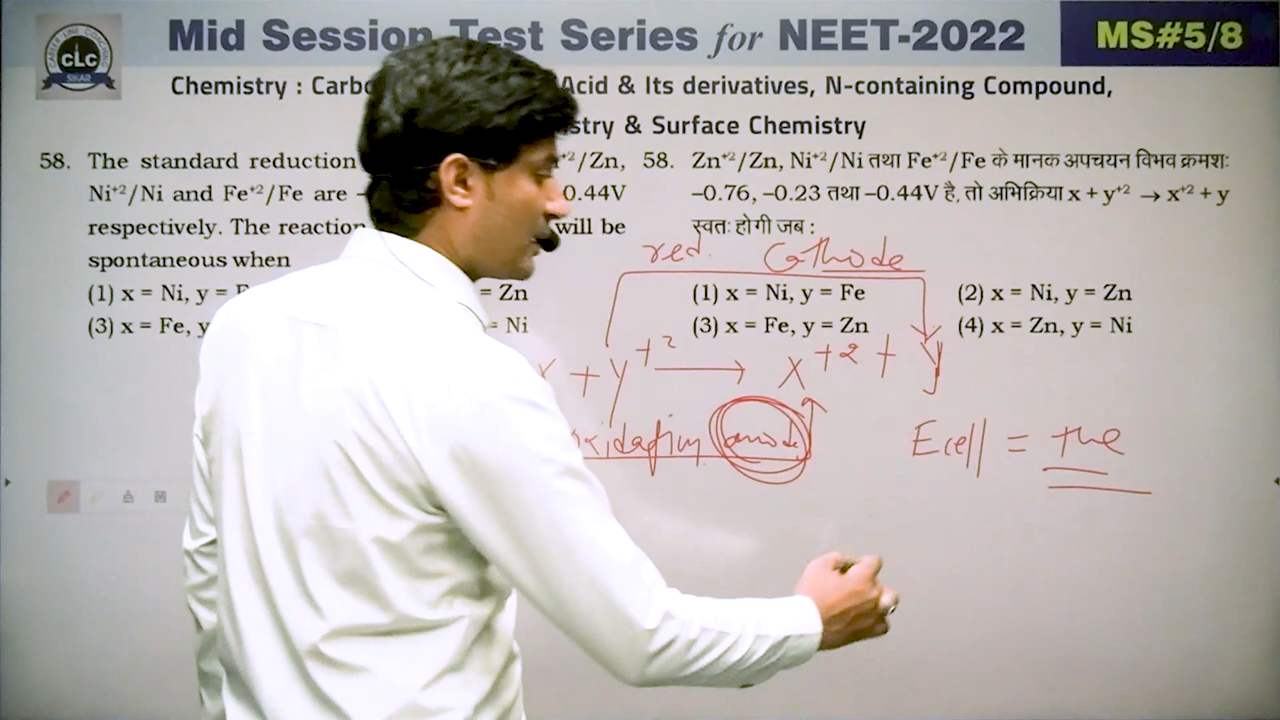 Mid Session Test Series for NEET-2022
MS#5/8
CLC
SIKAR
Chemistry : Carbo Acid & Its derivatives, N-containing Compound,
stry & Surface Chemistry
58. The standard reduction +2/Zn,
Ni+2/Ni and Fe+2/Fe are – 0.44V
respectively. The reaction will be
spontaneous when
(1) x = Ni, y = = Zn
(3) x = Fe, y = Ni
58. Zn+2/Zn, Ni+2/Ni तथा Fe+2/Fe के मानक अपचयन विभव क्रमशः
–0.76, –0.23 तथा –0.44V है, तो अभिक्रिया x + y+2 → x+2 + y
स्वतः होगी जब :
(1) x = Ni, y = Fe (2) x = Ni, y = Zn
(3) x = Fe, y = Zn (4) x = Zn, y = Ni
red. Cathode
x + y+2 → x+2 + y
oxidation anode
Ecell = +ve